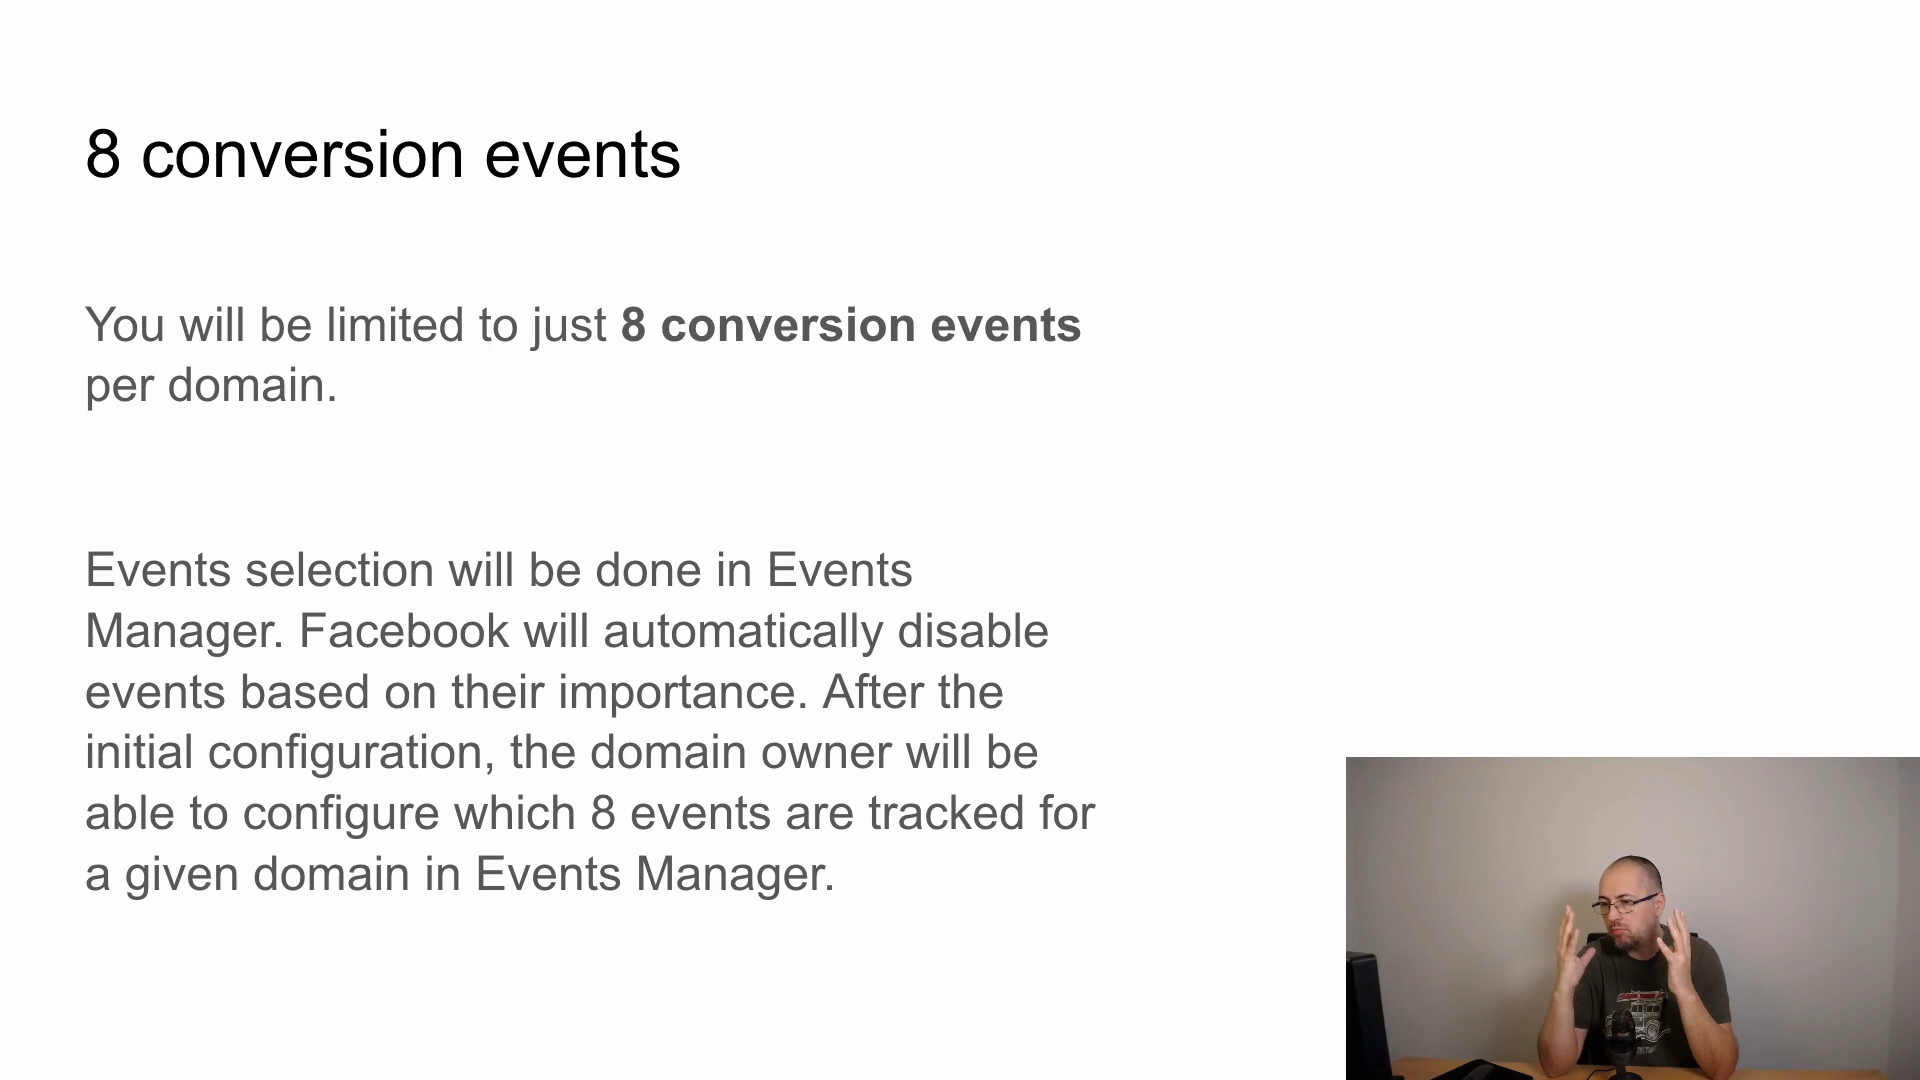 8 conversion events
You will be limited to just 8 conversion events
per domain.
Events selection will be done in Events
Manager. Facebook will automatically disable
events based on their importance. After the
initial configuration, the domain owner will be
able to configure which 8 events are tracked for
a given domain in Events Manager.